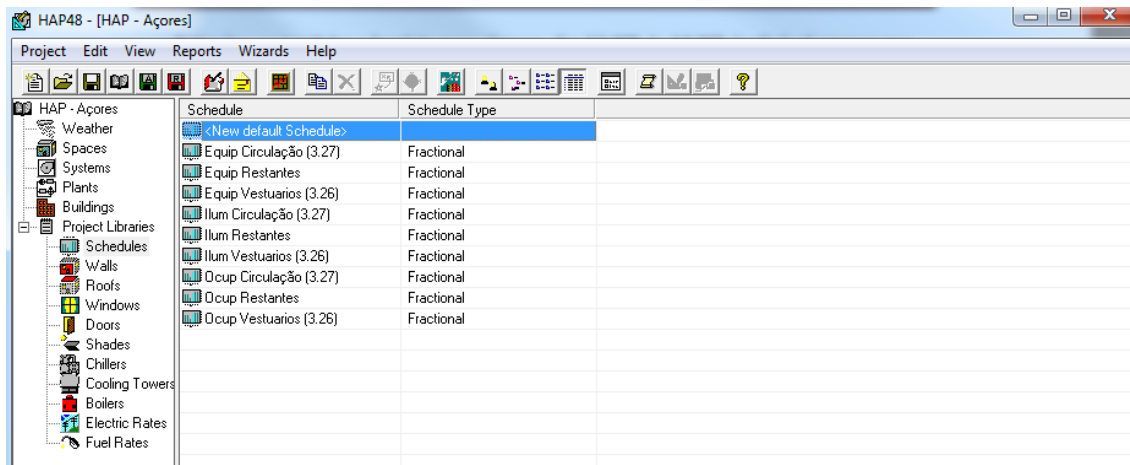 HAP48 - [HAP - Açores]
Project Edit View Reports Wizards Help
HAP - Açores
Weather
Spaces
Systems
Plants
Buildings
Project Libraries
Schedules
Walls
Roofs
Windows
Doors
Shades
Chillers
Cooling Towers
Boilers
Electric Rates
Fuel Rates
Schedule Schedule Type
<New default Schedule>
Equip Circulação (3.27) Fractional
Equip Restantes Fractional
Equip Vestuarios (3.26) Fractional
Ilum Circulação (3.27) Fractional
Ilum Restantes Fractional
Ilum Vestuarios (3.26) Fractional
Ocup Circulação (3.27) Fractional
Ocup Restantes Fractional
Ocup Vestuarios (3.26) Fractional